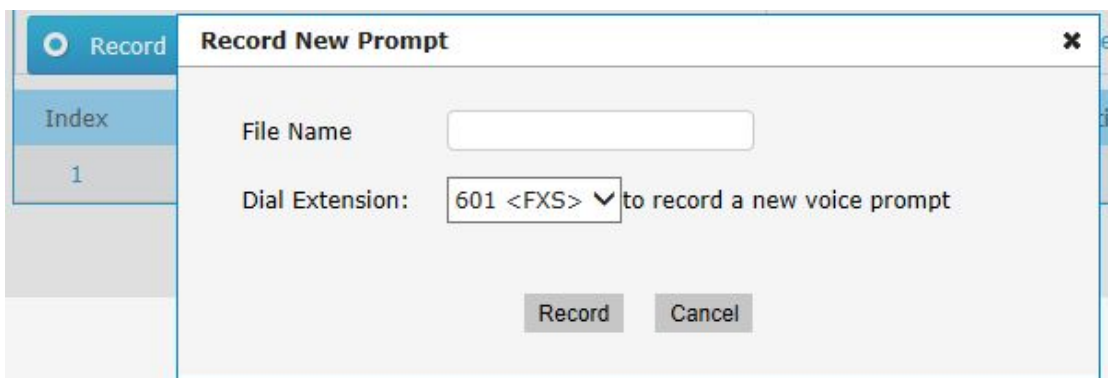 Record
Record New Prompt
Index
File Name
1
Dial Extension: 601 <FXS> to record a new voice prompt
Record Cancel